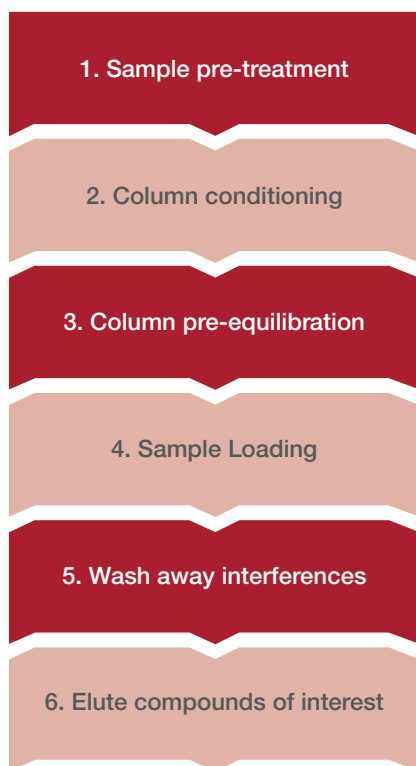 1. Sample pre-treatment
2. Column conditioning
3. Column pre-equilibration
4. Sample Loading
5. Wash away interferences
6. Elute compounds of interest